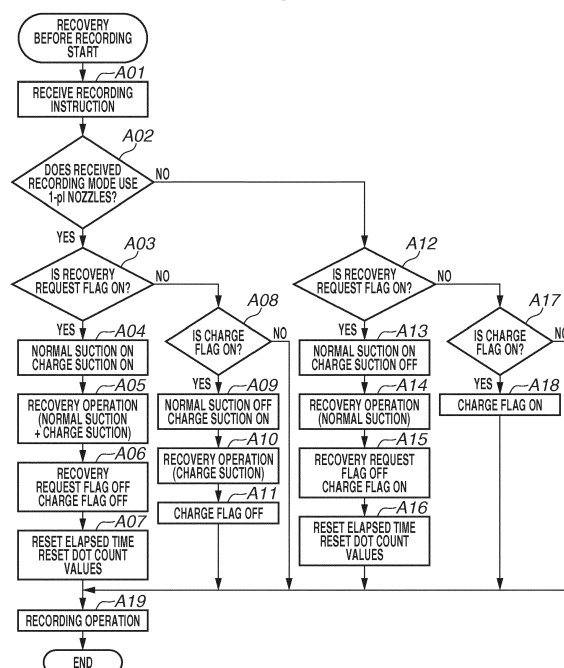 RECOVERY
BEFORE RECORDING
START
A01
RECEIVE RECORDING
INSTRUCTION
A02
DOES RECEIVED
RECORDING MODE USE
1-pl NOZZLES?
NO
YES
A03
IS RECOVERY
REQUEST FLAG ON?
NO
YES
A04
NORMAL SUCTION ON
CHARGE SUCTION ON
A05
RECOVERY OPERATION
(NORMAL SUCTION
+ CHARGE SUCTION)
A06
RECOVERY
REQUEST FLAG OFF
CHARGE FLAG OFF
A07
RESET ELAPSED TIME
RESET DOT COUNT
VALUES
A08
IS CHARGE
FLAG ON?
NO
YES
A09
NORMAL SUCTION OFF
CHARGE SUCTION ON
A10
RECOVERY OPERATION
(CHARGE SUCTION)
A11
CHARGE FLAG OFF
A12
IS RECOVERY
REQUEST FLAG ON?
NO
YES
A13
NORMAL SUCTION ON
CHARGE SUCTION OFF
A14
RECOVERY OPERATION
(NORMAL SUCTION)
A15
RECOVERY REQUEST
FLAG OFF
CHARGE FLAG ON
A16
RESET ELAPSED TIME
RESET DOT COUNT
VALUES
A17
IS CHARGE
FLAG ON?
YES
A18
CHARGE FLAG ON
A19
RECORDING OPERATION
END